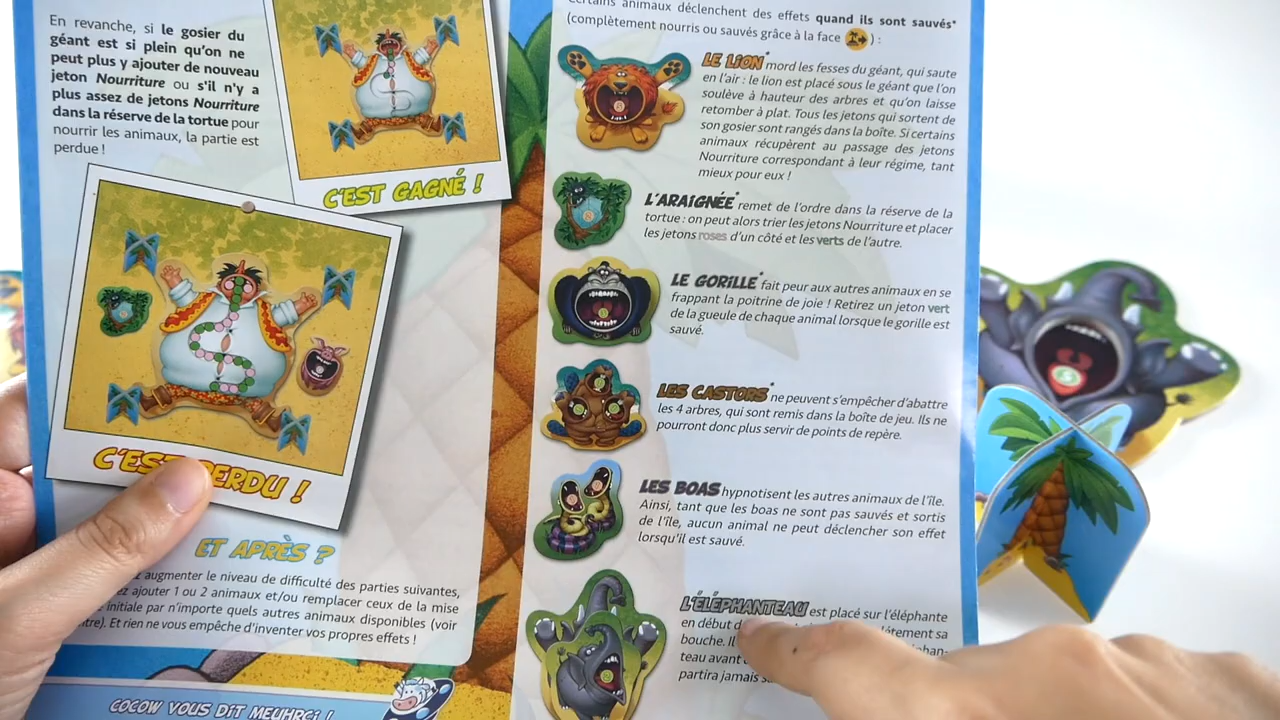 En revanche, si le gosier du
géant est si plein qu'on ne
peut plus y ajouter de nouveau
jeton Nourriture ou s'il n'y a
plus assez de jetons Nourriture
dans la réserve de la tortue pour
nourrir les animaux, la partie est
perdue !
C'EST GAGNÉ !
C'EST PERDU !
ET APRÈS ?
augmenter le niveau de difficulté des parties suivantes,
ajouter 1 ou 2 animaux et/ou remplacer ceux de la mise
initiale par n'importe quels autres animaux disponibles (voir
Et rien ne vous empêche d'inventer vos propres effets !
COCOW VOUS DIT MEUHRCI !
Certains animaux déclenchent des effets quand ils sont sauvés*
(complètement nourris ou sauvés grâce à la face ) :
LE LION* mord les fesses du géant, qui saute
en l'air : le lion est placé sous le géant que l'on
soulève à hauteur des arbres et qu'on laisse
retomber à plat. Tous les jetons qui sortent de
son gosier sont rangés dans la boîte. Si certains
animaux récupèrent au passage des jetons
Nourriture correspondant à leur régime, tant
mieux pour eux !
L'ARAIGNÉE* remet de l'ordre dans la réserve de la
tortue : on peut alors trier les jetons Nourriture et placer
les jetons roses d'un côté et les verts de l'autre.
LE GORILLE* fait peur aux autres animaux en se
frappant la poitrine de joie ! Retirez un jeton vert
de la gueule de chaque animal lorsque le gorille est
sauvé.
LES CASTORS* ne peuvent s'empêcher d'abattre
les 4 arbres, qui sont remis dans la boîte de jeu. Ils ne
pourront donc plus servir de points de repère.
LES BOAS hypnotisent les autres animaux de l'île.
Ainsi, tant que les boas ne sont pas sauvés et sortis
de l'île, aucun animal ne peut déclencher son effet
lorsqu'il est sauvé.
L'ÉLÉPHANTEAU est placé sur l'éléphante
en début sa
bouche.
teau avant
partira jamais